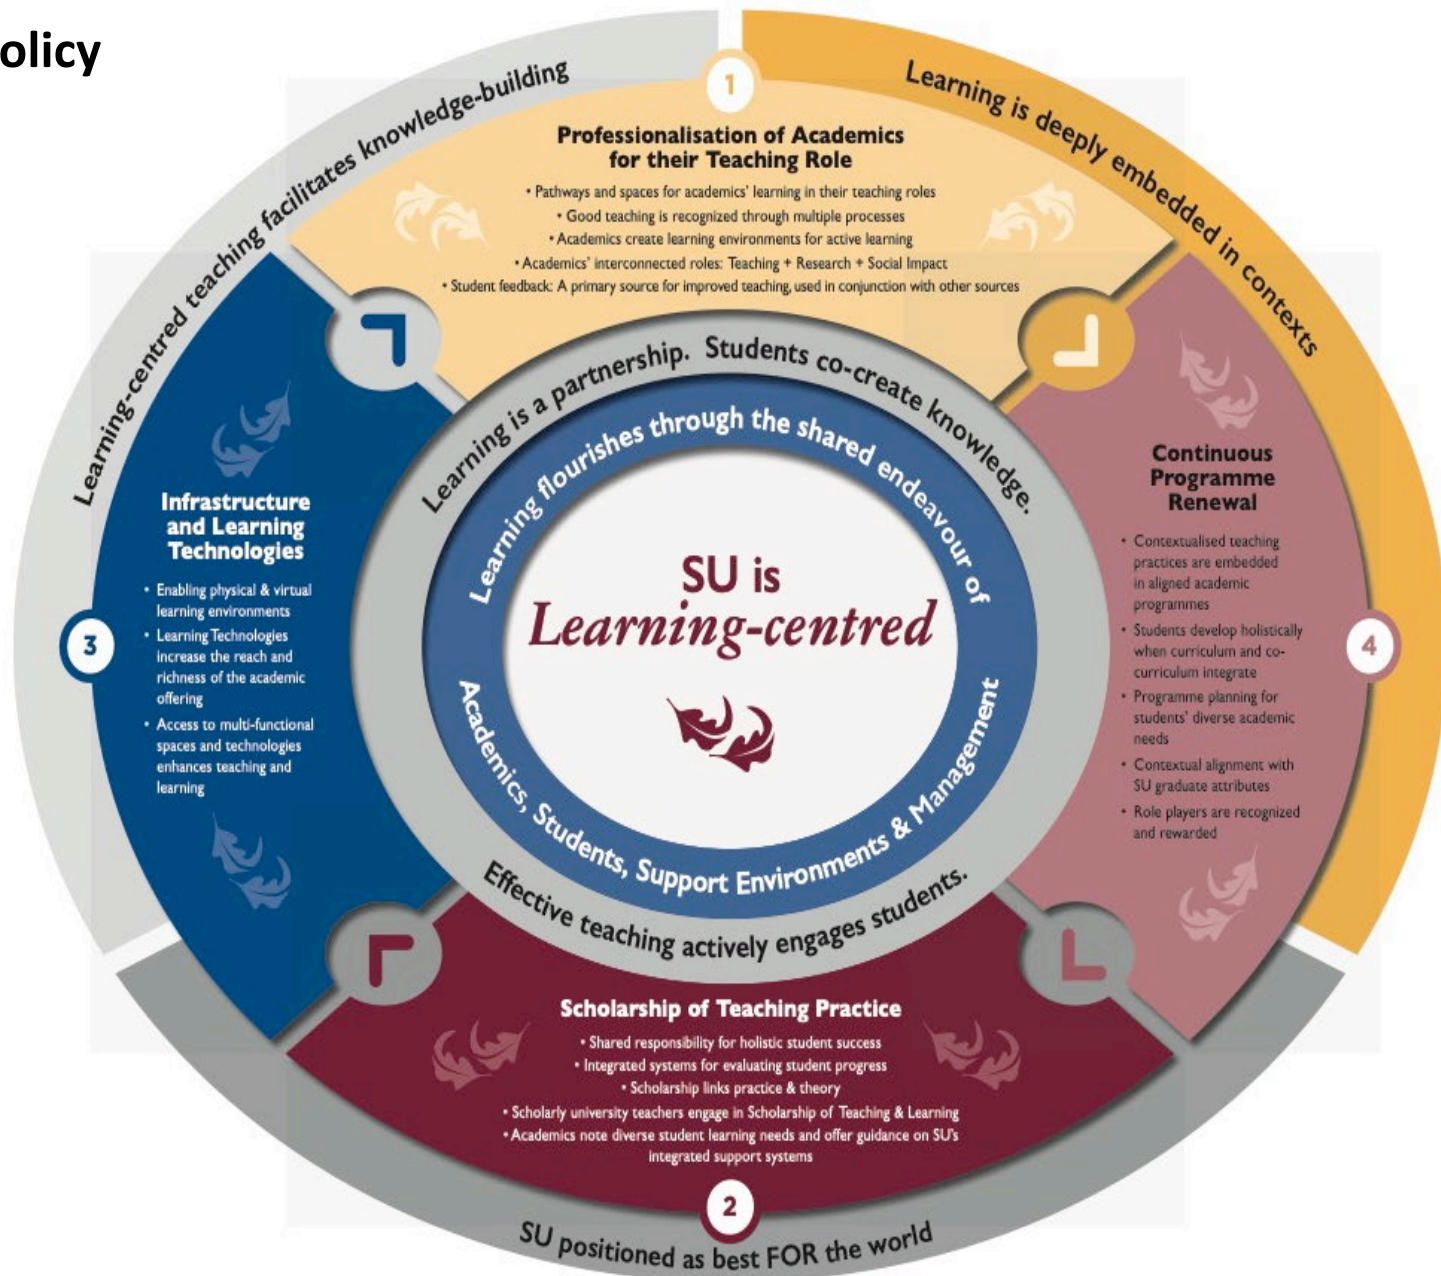 olicy
Learning-centred teaching facilitates knowledge-building
Learning is deeply embedded in contexts
1
Professionalisation of Academics
for their Teaching Role
• Pathways and spaces for academics' learning in their teaching roles
• Good teaching is recognized through multiple processes
• Academics create learning environments for active learning
• Academics' interconnected roles: Teaching + Research + Social Impact
• Student feedback: A primary source for improved teaching, used in conjunction with other sources
Learning is a partnership. Students co-create knowledge.
Learning flourishes through the shared endeavour of
Academics, Students, Support Environments & Management
SU is
Learning-centred
Effective teaching actively engages students.
3
Infrastructure
and Learning
Technologies
• Enabling physical & virtual
learning environments
• Learning Technologies
increase the reach and
richness of the academic
offering
• Access to multi-functional
spaces and technologies
enhances teaching and
learning
4
Continuous
Programme
Renewal
• Contextualised teaching
practices are embedded
in aligned academic
programmes
• Students develop holistically
when curriculum and co-
curriculum integrate
• Programme planning for
students' diverse academic
needs
• Contextual alignment with
SU graduate attributes
• Role players are recognized
and rewarded
Scholarship of Teaching Practice
• Shared responsibility for holistic student success
• Integrated systems for evaluating student progress
• Scholarship links practice & theory
• Scholarly university teachers engage in Scholarship of Teaching & Learning
• Academics note diverse student learning needs and offer guidance on SU's
integrated support systems
2
SU positioned as best FOR the world